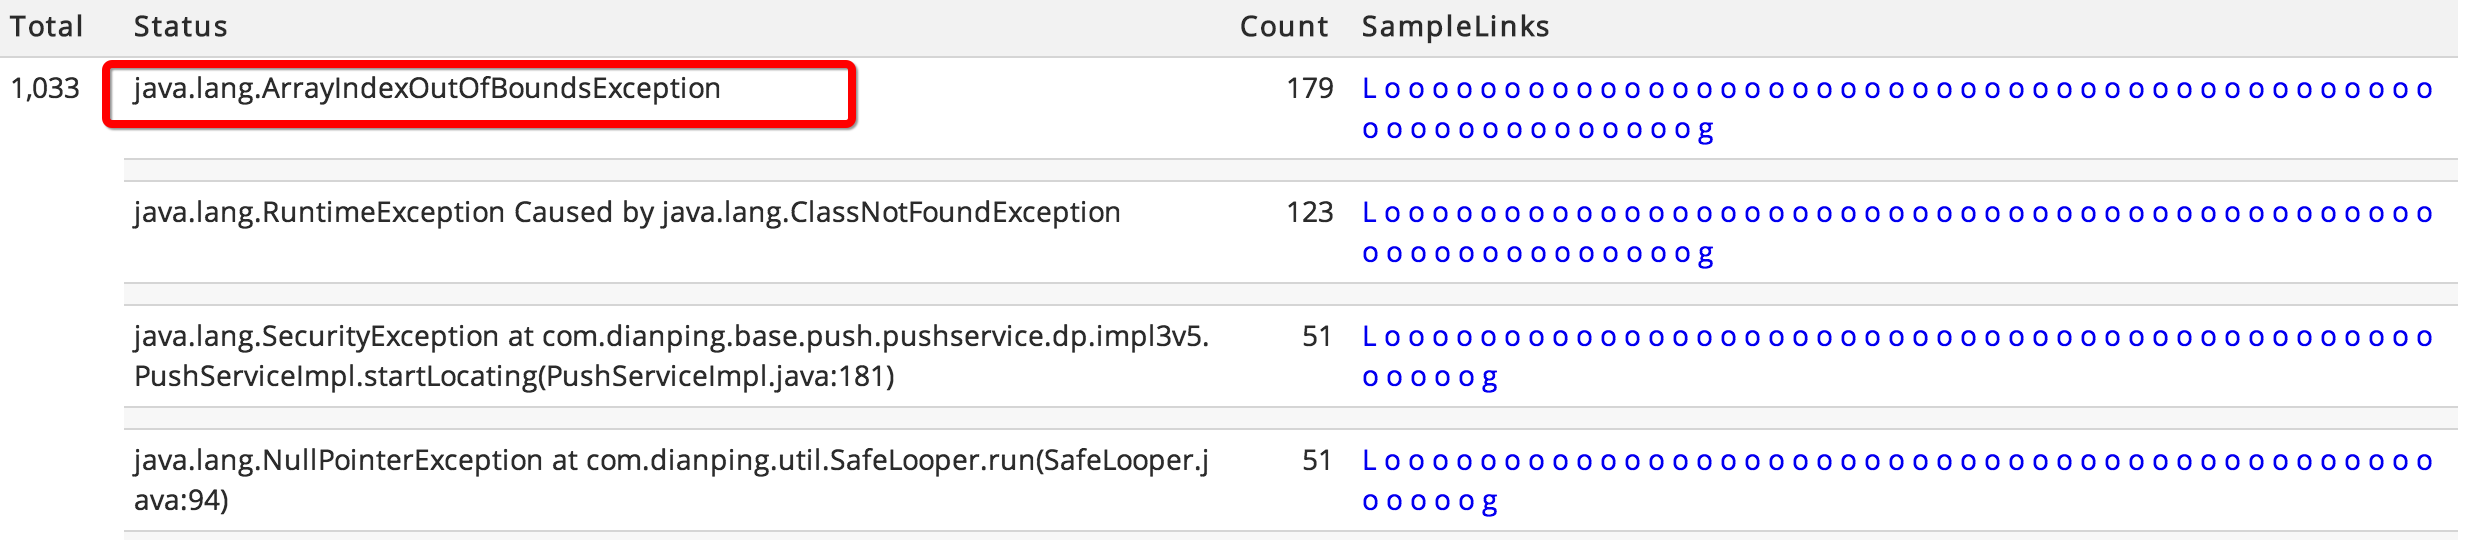 Total Status Count SampleLinks
1,033 java.lang.ArrayIndexOutOfBoundsException 179 L o o o o o o o o o o o o o o o o o o o o o o o o o o o o o o o o o o o o o o o o o o o o
o o o o o o o o o o o o o o g
java.lang.RuntimeException Caused by java.lang.ClassNotFoundException 123 L o o o o o o o o o o o o o o o o o o o o o o o o o o o o o o o o o o o o o o o o o o o o
o o o o o o o o o o o o o o g
java.lang.SecurityException at com.dianping.base.push.pushservice.dp.impl3v5. 51 L o o o o o o o o o o o o o o o o o o o o o o o o o o o o o o o o o o o o o o o o o o o o
PushServiceImpl.startLocating(PushServiceImpl.java:181) o o o o o g
java.lang.NullPointerException at com.dianping.util.SafeLooper.run(SafeLooper.j 51 L o o o o o o o o o o o o o o o o o o o o o o o o o o o o o o o o o o o o o o o o o o o o
ava:94) o o o o o g